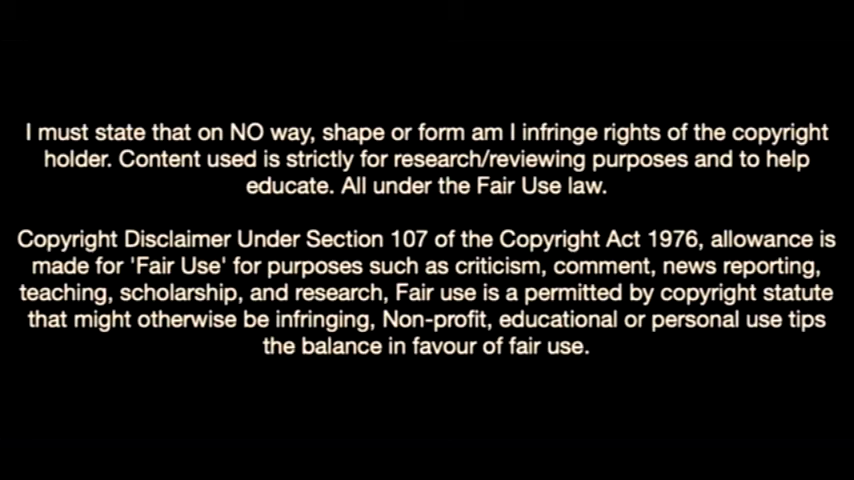 I must state that on NO way, shape or form am I infringe rights of the copyright
holder. Content used is strictly for research/reviewing purposes and to help
educate. All under the Fair Use law.
Copyright Disclaimer Under Section 107 of the Copyright Act 1976, allowance is
made for 'Fair Use' for purposes such as criticism, comment, news reporting,
teaching, scholarship, and research, Fair use is a permitted by copyright statute
that might otherwise be infringing, Non-profit, educational or personal use tips
the balance in favour of fair use.